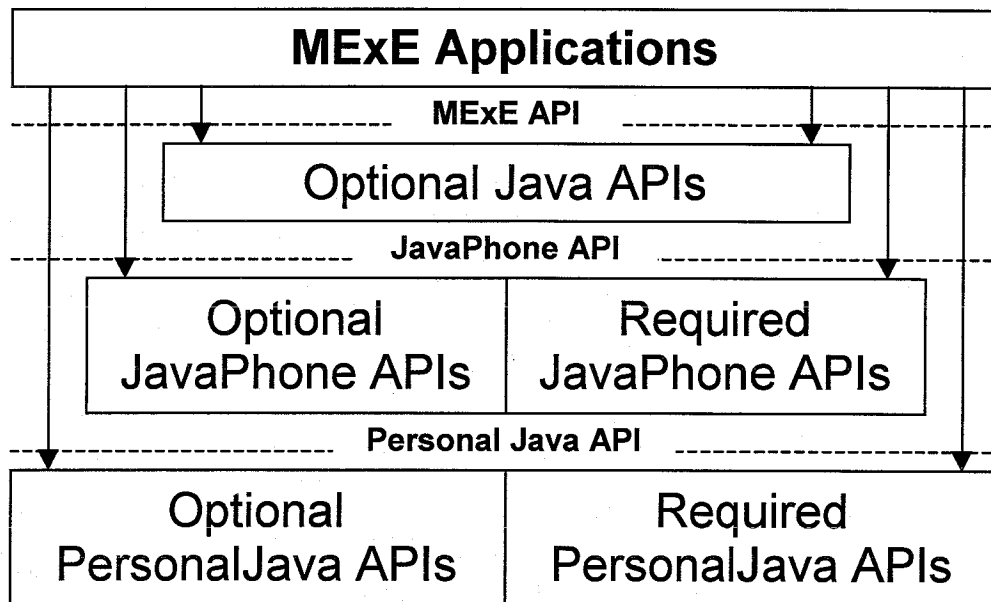 MExE Applications
MExE API
Optional Java APIs
JavaPhone API
Optional
JavaPhone APIs
Required
JavaPhone APIs
Personal Java API
Optional
PersonalJava APIs
Required
PersonalJava APIs